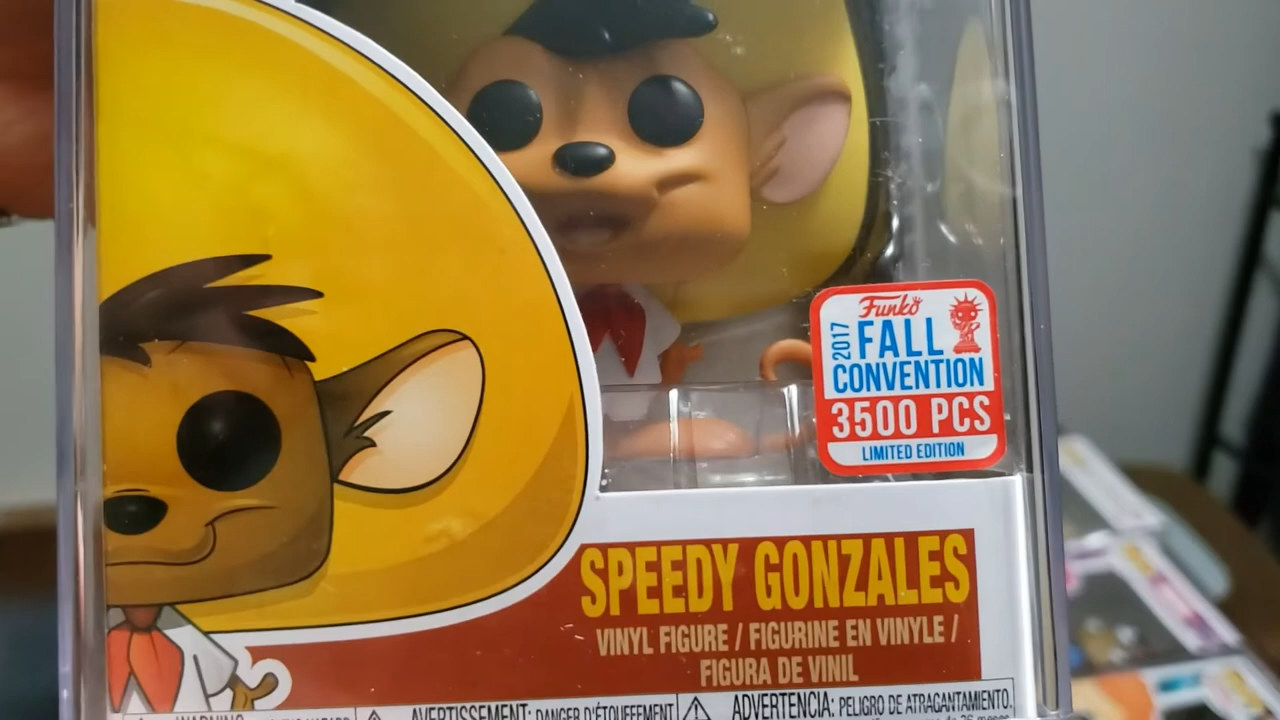 Funko
2017
FALL
CONVENTION
3500 PCS
LIMITED EDITION
SPEEDY GONZALES
VINYL FIGURE / FIGURINE EN VINYLE /
FIGURA DE VINIL
WARNING:
AVERTISSEMENT: DANGER D'ÉTOUFFEMENT
ADVERTENCIA: PELIGRO DE ATRAGANTAMIENTO.